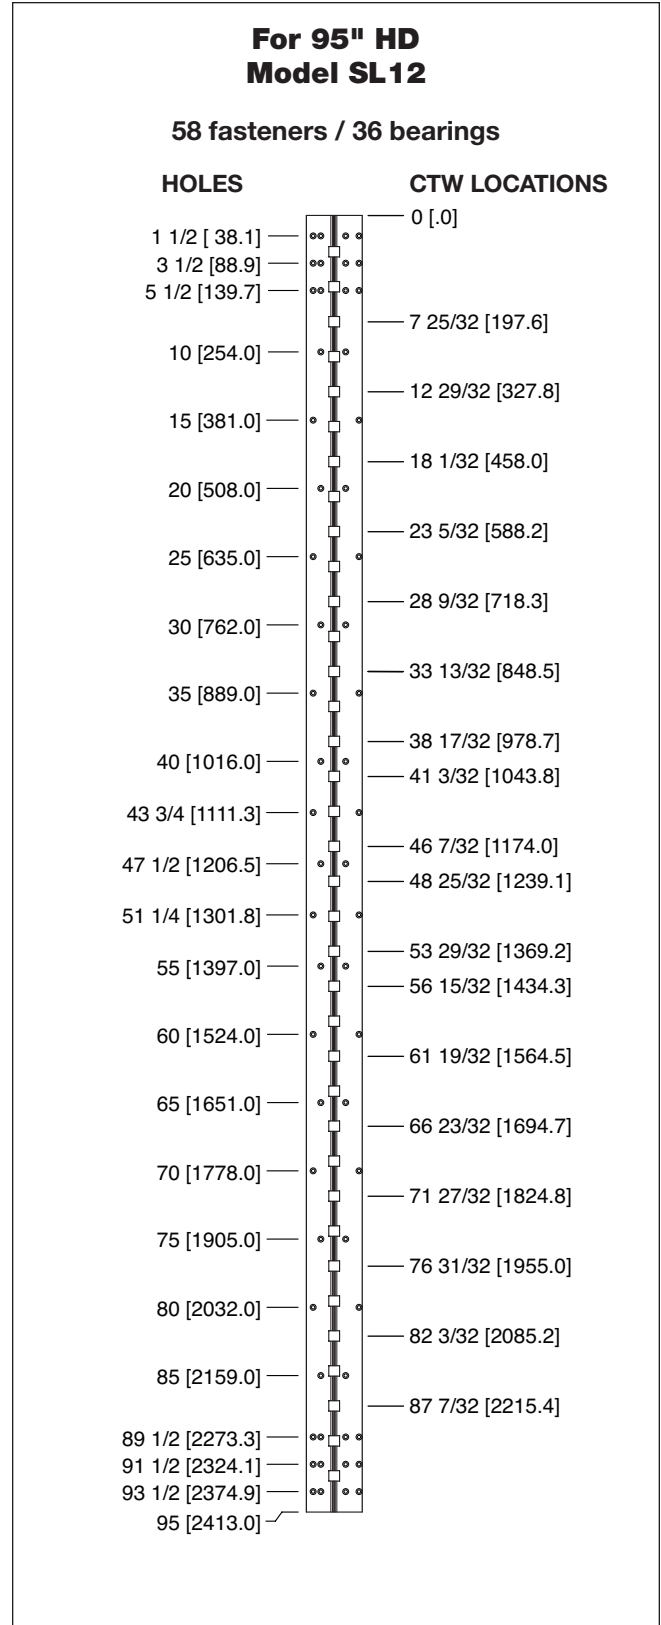 For 95" HD
Model SL12
58 fasteners / 36 bearings
HOLES
CTW LOCATIONS
0 [.0]
1 1/2 [ 38.1]
3 1/2 [88.9]
5 1/2 [139.7]
7 25/32 [197.6]
10 [254.0]
12 29/32 [327.8]
15 [381.0]
18 1/32 [458.0]
20 [508.0]
23 5/32 [588.2]
25 [635.0]
28 9/32 [718.3]
30 [762.0]
33 13/32 [848.5]
35 [889.0]
38 17/32 [978.7]
40 [1016.0]
41 3/32 [1043.8]
43 3/4 [1111.3]
46 7/32 [1174.0]
47 1/2 [1206.5]
48 25/32 [1239.1]
51 1/4 [1301.8]
53 29/32 [1369.2]
55 [1397.0]
56 15/32 [1434.3]
60 [1524.0]
61 19/32 [1564.5]
65 [1651.0]
66 23/32 [1694.7]
70 [1778.0]
71 27/32 [1824.8]
75 [1905.0]
76 31/32 [1955.0]
80 [2032.0]
82 3/32 [2085.2]
85 [2159.0]
87 7/32 [2215.4]
89 1/2 [2273.3]
91 1/2 [2324.1]
93 1/2 [2374.9]
95 [2413.0]